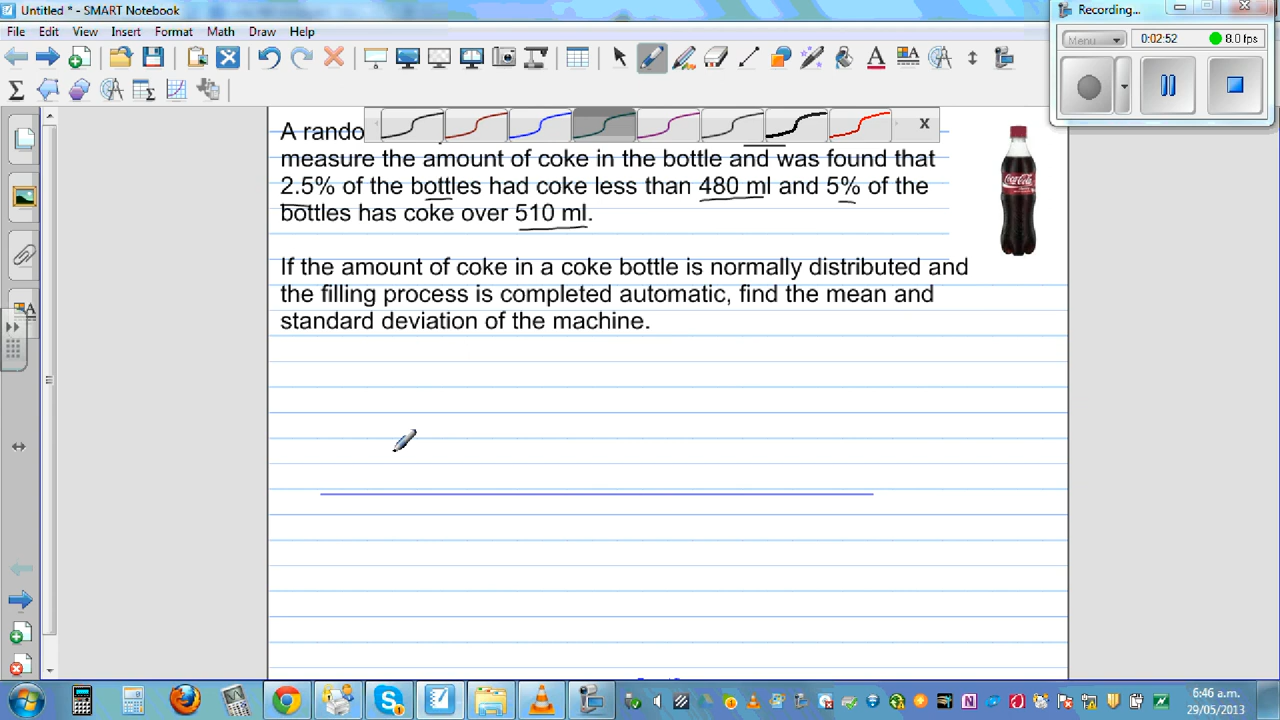 Untitled * - SMART Notebook
File Edit View Insert Format Math Draw Help
Recording...
Menu
0:02:52
8.0 fps
A rando
x
measure the amount of coke in the bottle and was found that
2.5% of the bottles had coke less than 480 ml and 5% of the
bottles has coke over 510 ml.
If the amount of coke in a coke bottle is normally distributed and
the filling process is completed automatic, find the mean and
standard deviation of the machine.
Coca-Cola
6:46 a.m.
29/05/2013